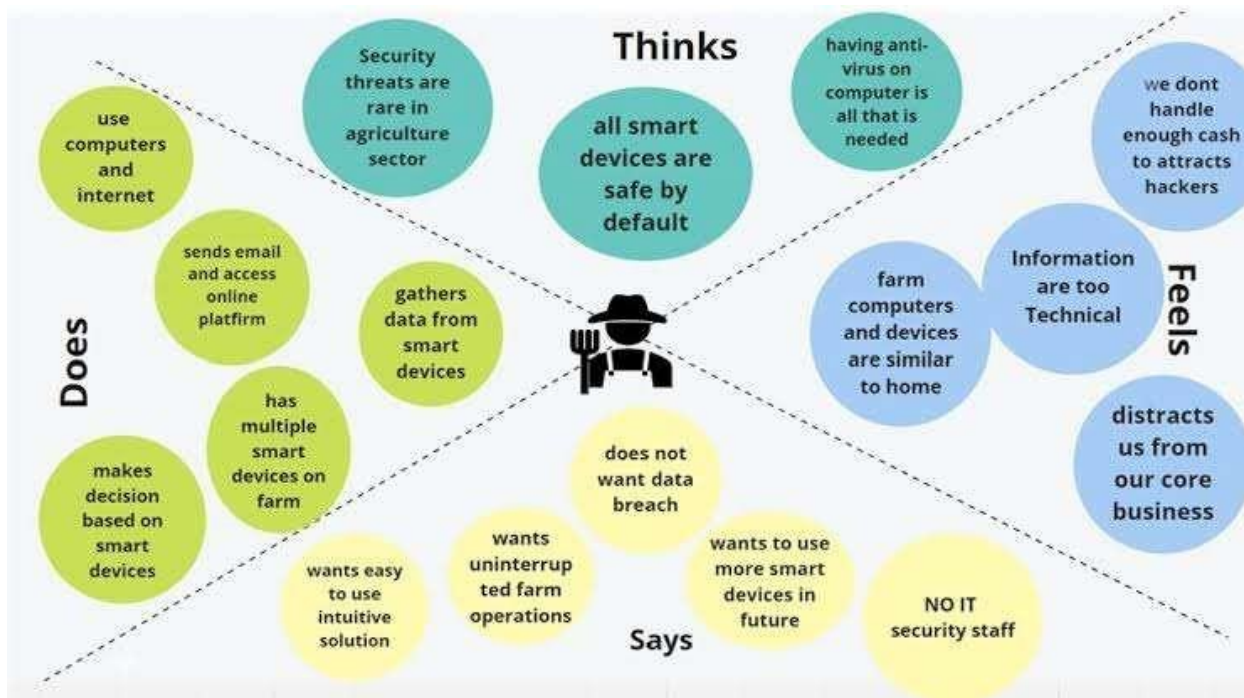 Thinks
Security
threats are
rare in
agriculture
sector
all smart
devices are
safe by
default
having anti-
virus on
computer is
all that is
needed
Does
use
computers
and
internet
sends email
and access
online
platfirm
gathers
data from
smart
devices
has
multiple
smart
devices on
farm
makes
decision
based on
smart
devices
Feels
we dont
handle
enough cash
to attracts
hackers
Information
are too
Technical
farm
computers
and devices
are similar
to home
distracts
us from
our core
business
does not
want data
breach
wants easy
to use
intuitive
solution
wants
uninterrup
ted farm
operations
wants to use
more smart
devices in
future
NO IT
security staff
Says